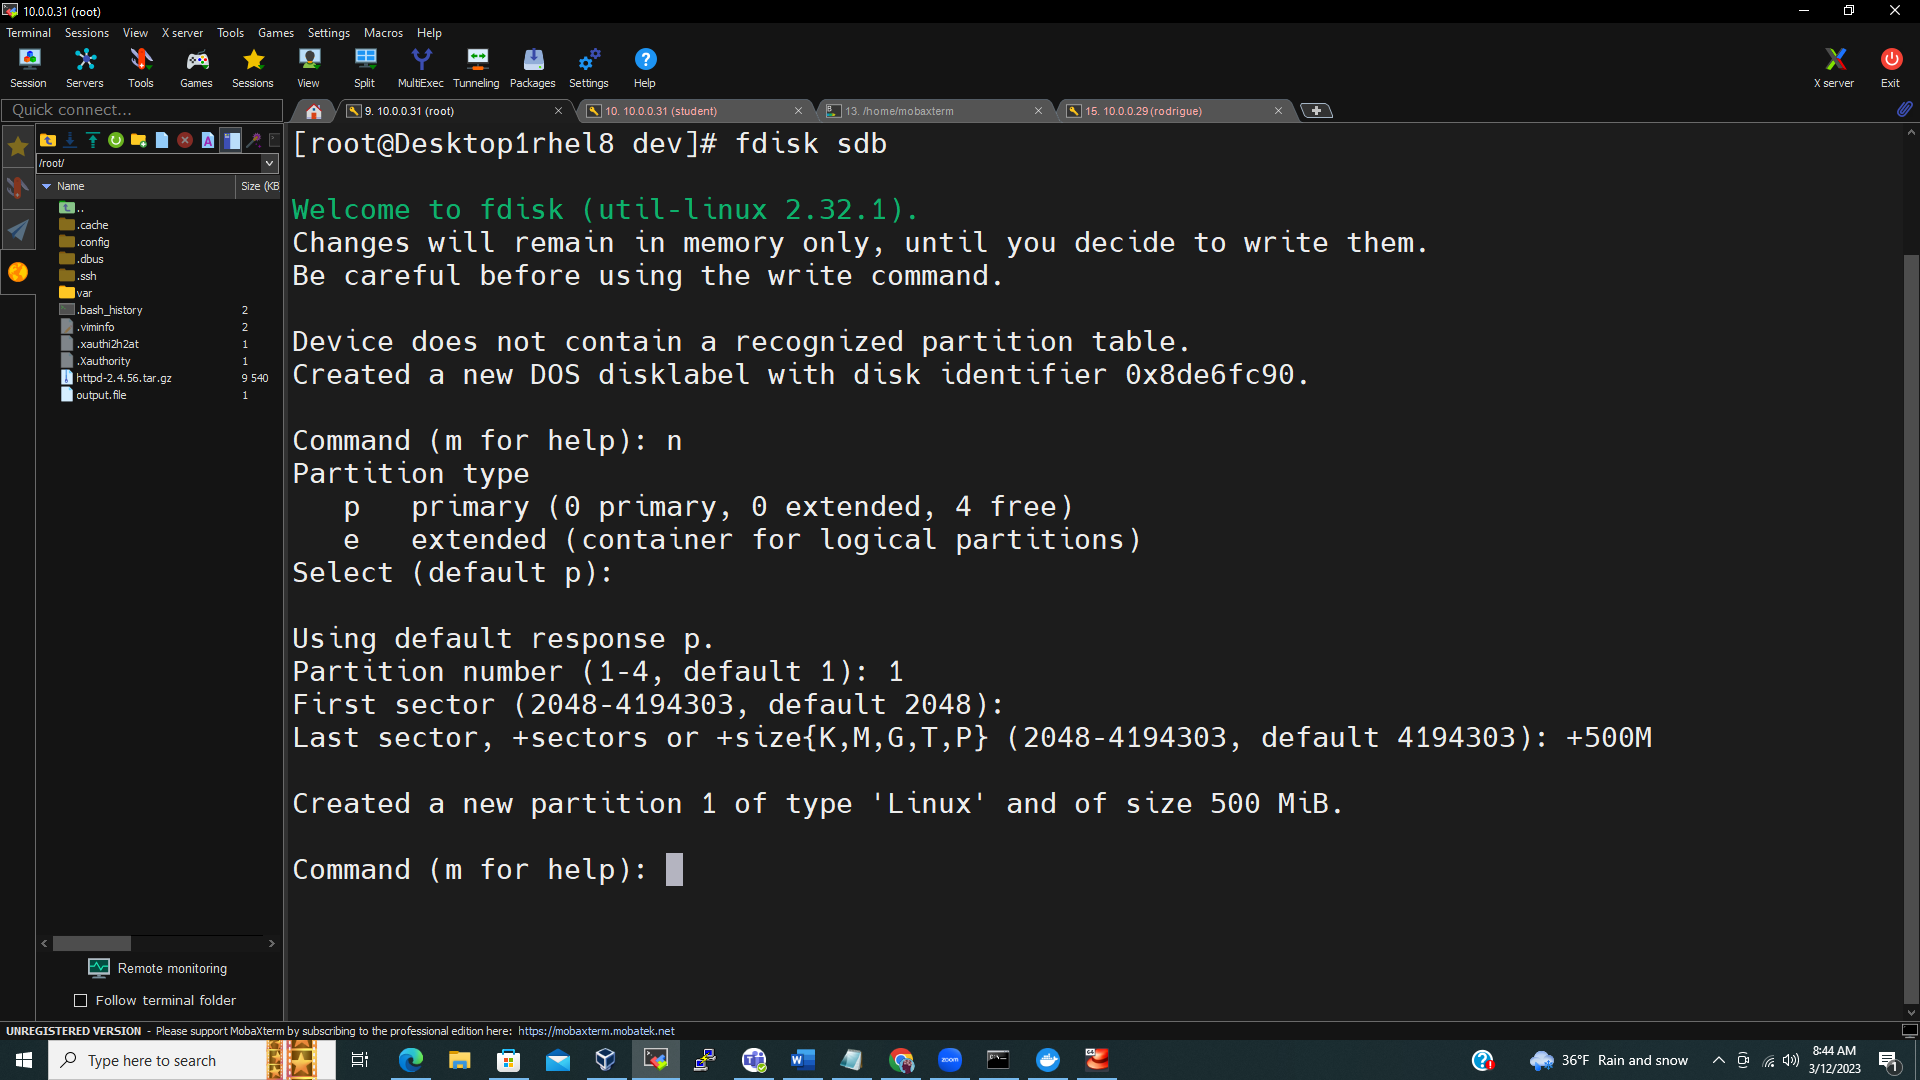 10.0.0.31 (root)
Terminal Sessions View X server Tools Games Settings Macros Help
Session Servers Tools Games Sessions View Split MultiExec Tunneling Packages Settings Help X server Exit
Quick connect...
9. 10.0.0.31 (root)
10. 10.0.0.31 (student)
13. /home/mobaxterm
15. 10.0.0.29 (rodrigue)
/root/
Name Size (KB
..
.cache
.config
.dbus
.ssh
var
.bash_history 2
.viminfo 2
.xauthi2h2at 1
.Xauthority 1
httpd-2.4.56.tar.gz 9 540
output.file 1
Remote monitoring
Follow terminal folder
[root@Desktop1rhel8 dev]# fdisk sdb
Welcome to fdisk (util-linux 2.32.1).
Changes will remain in memory only, until you decide to write them.
Be careful before using the write command.
Device does not contain a recognized partition table.
Created a new DOS disklabel with disk identifier 0x8de6fc90.
Command (m for help): n
Partition type
p primary (0 primary, 0 extended, 4 free)
e extended (container for logical partitions)
Select (default p):
Using default response p.
Partition number (1-4, default 1): 1
First sector (2048-4194303, default 2048):
Last sector, +sectors or +size{K,M,G,T,P} (2048-4194303, default 4194303): +500M
Created a new partition 1 of type 'Linux' and of size 500 MiB.
Command (m for help):
UNREGISTERED VERSION - Please support MobaXterm by subscribing to the professional edition here: https://mobaxterm.mobatek.net
Type here to search
zoom
36°F Rain and snow
8:44 AM
3/12/2023
1